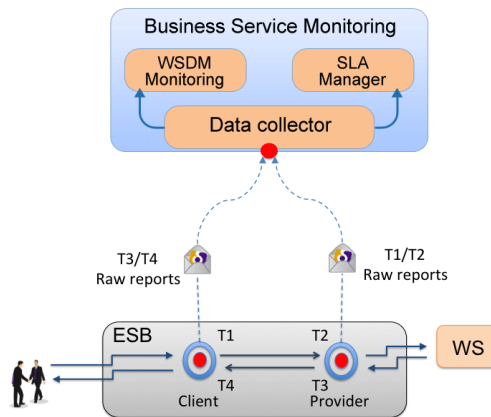 Business Service Monitoring
WSDM
Monitoring
SLA
Manager
Data collector
T3/T4
Raw reports
T1/T2
Raw reports
ESB
T1
T2
WS
T4
T3
Client
Provider